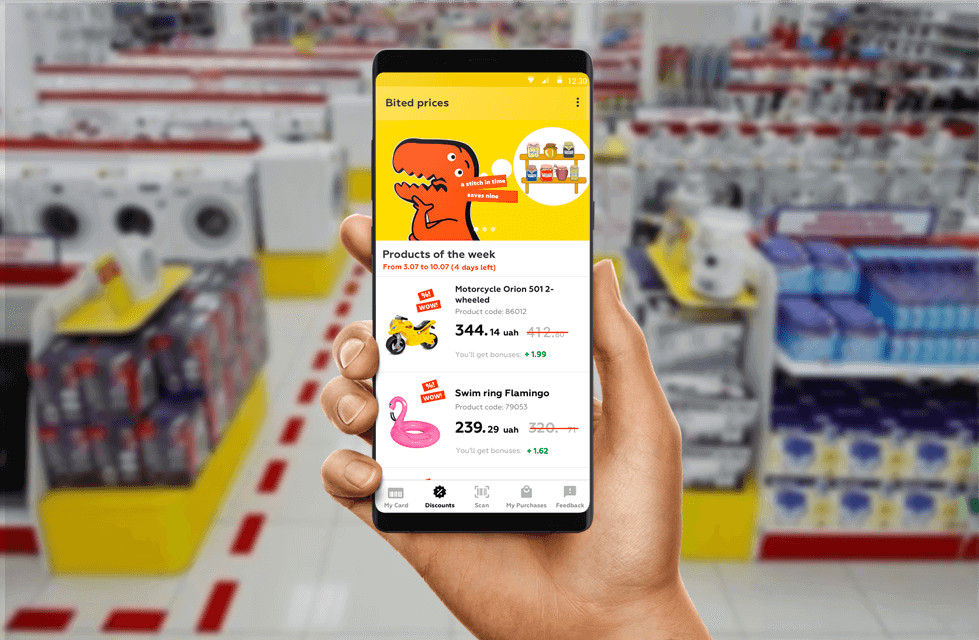 12:30
Bited prices
a stitch in time
saves nine
Products of the week
From 3.07 to 10.07 (4 days left)
%!
WOW!
Motorcycle Orion 501 2-
wheeled
Product code: 86012
344.14 uah 412.80
You'll get bonuses: + 1.99
%!
WOW!
Swim ring Flamingo
Product code: 79053
239.29 uah 320.71
You'll get bonuses: + 1.62
My Card Discounts Scan My Purchases Feedback